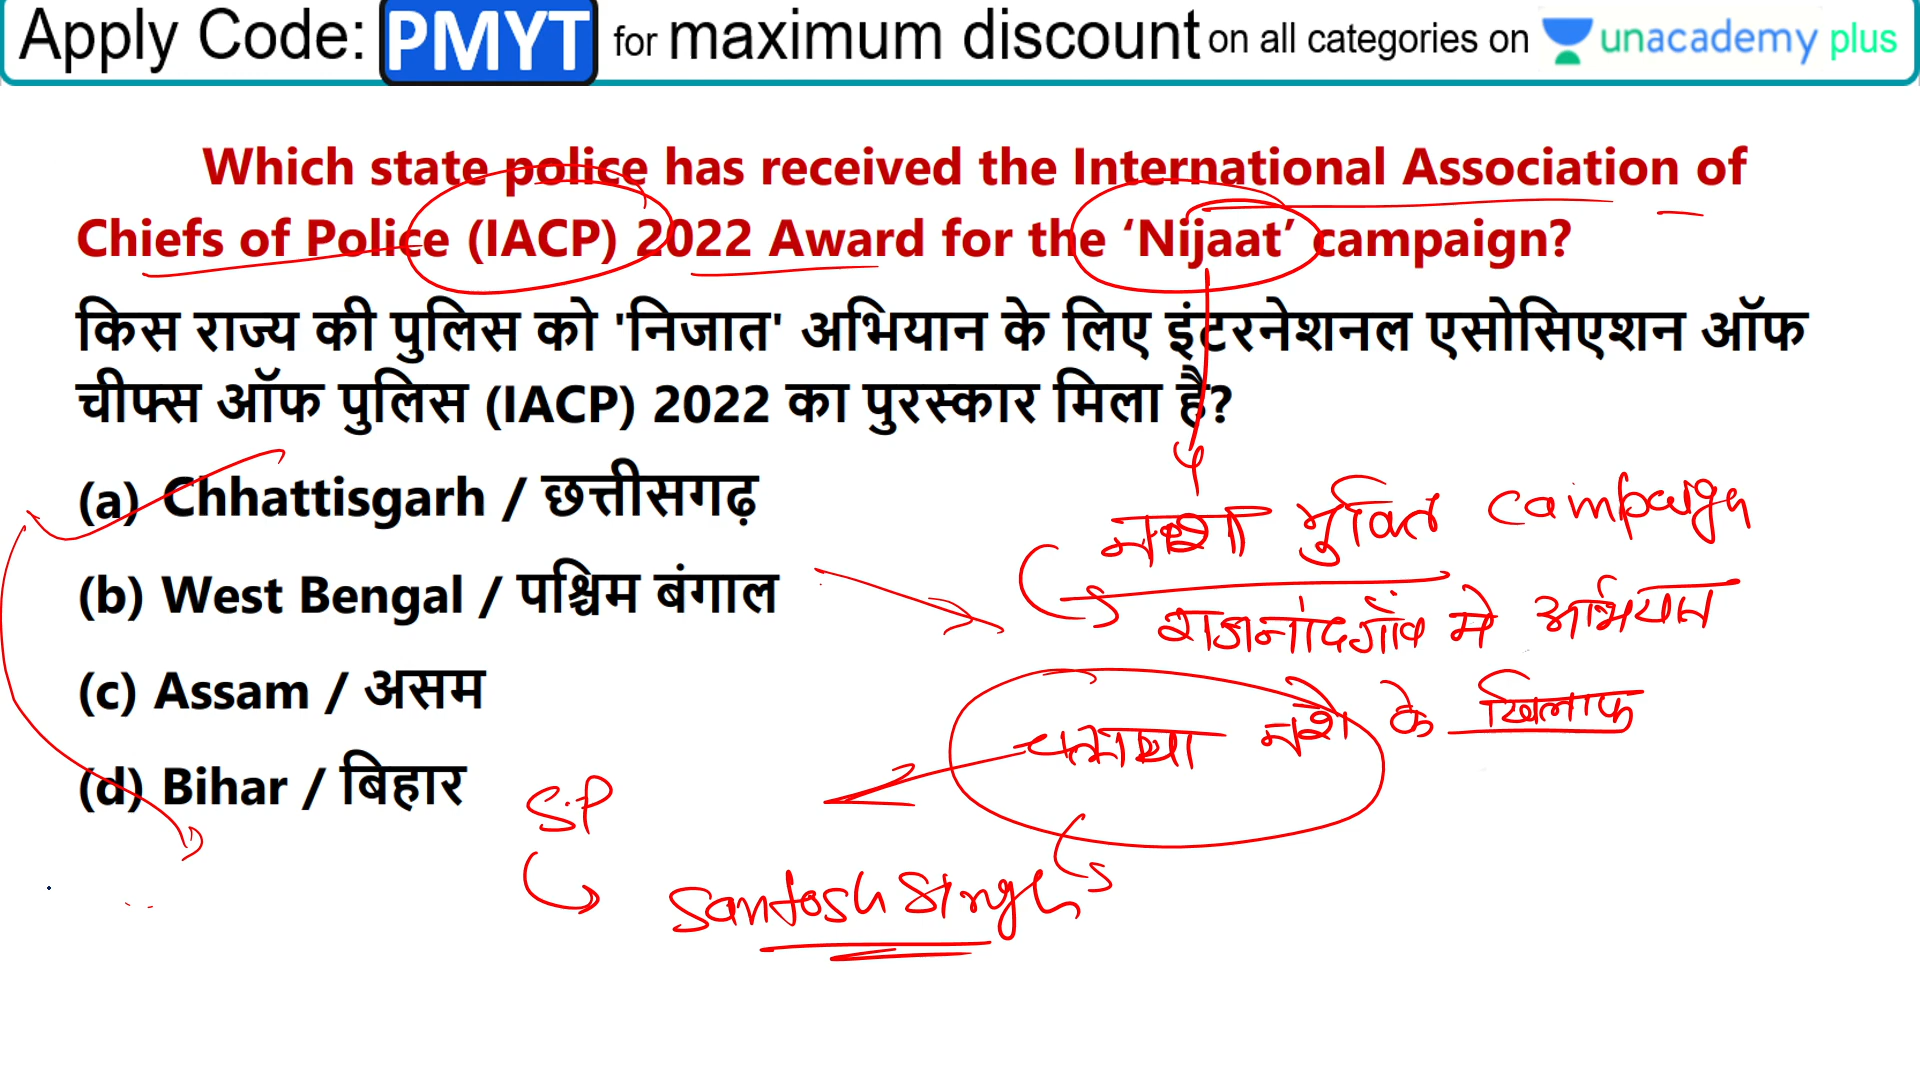 Apply Code: PMYT for maximum discount on all categories on unacademy plus
Which state police has received the International Association of
Chiefs of Police (IACP) 2022 Award for the ‘Nijaat’ campaign?
किस राज्य की पुलिस को 'निजात' अभियान के लिए इंटरनेशनल एसोसिएशन ऑफ
चीफ्स ऑफ पुलिस (IACP) 2022 का पुरस्कार मिला है?
(a) Chhattisgarh / छत्तीसगढ़
(b) West Bengal / पश्चिम बंगाल
(c) Assam / असम
(d) Bihar / बिहार
नशा मुक्ति campaign
राजनांदगाँव में अभियान
नशे के खिलाफ
S.P
Santosh Singh